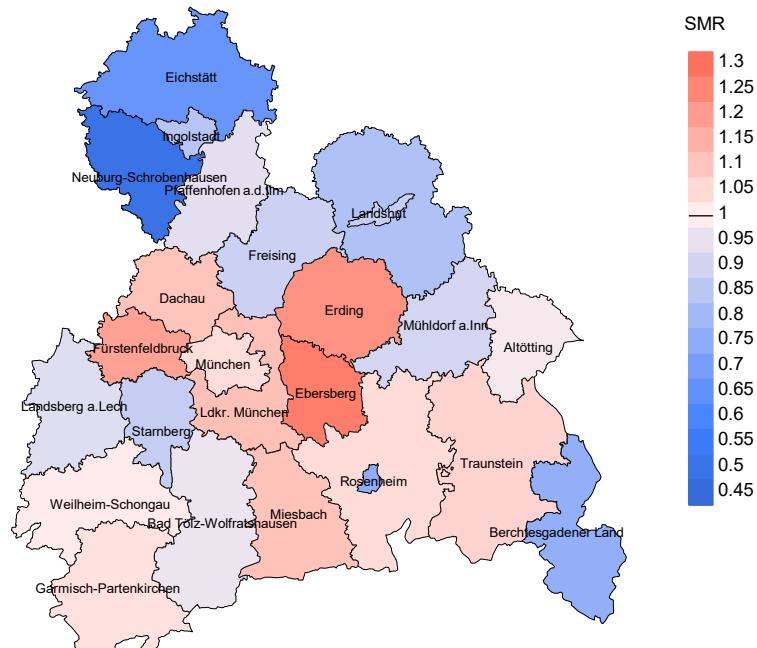 SMR
1.3
1.25
1.2
1.15
1.1
1.05
1
0.95
0.9
0.85
0.8
0.75
0.7
0.65
0.6
0.55
0.5
0.45
Eichstätt
Ingolstadt
Neuburg-Schrobenhausen
Pfaffenhofen a.d.Ilm
Landshut
Freising
Dachau
Erding
Mühldorf a.Inn
Fürstenfeldbruck
München
Altötting
Ebersberg
Landsberg a.Lech
Ldkr. München
Starnberg
Traunstein
Rosenheim
Weilheim-Schongau
Miesbach
Bad Tölz-Wolfratshausen
Berchtesgadener Land
Garmisch-Partenkirchen